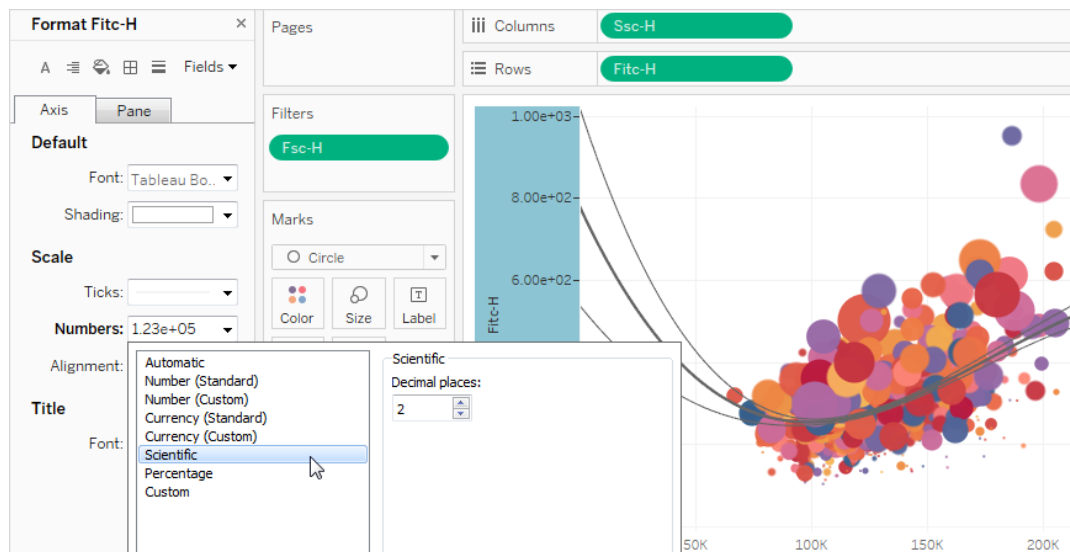 Format Fitc-H ×
Fields
Axis
Pane
Default
Font: Tableau Bo..
Shading:
Scale
Ticks:
Numbers: 1.23e+05
Alignment:
Title
Font:
Automatic
Number (Standard)
Number (Custom)
Currency (Standard)
Currency (Custom)
Scientific
Percentage
Custom
Scientific
Decimal places:
2
Pages
Filters
Fsc-H
Marks
Circle
Color
Size
T
Label
Columns
Ssc-H
Rows
Fitc-H
1.00e+03
8.00e+02
6.00e+02
Fitc-H
50K
100K
150K
200K